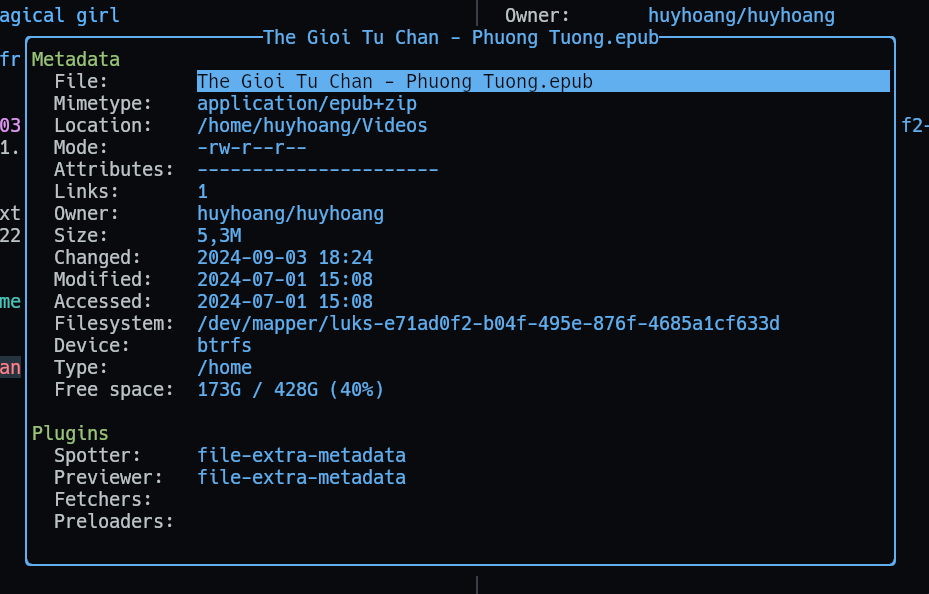 agical girl
Owner: huyhoang/huyhoang
The Gioi Tu Chan - Phuong Tuong.epub
fr
Metadata
File: The Gioi Tu Chan - Phuong Tuong.epub
Mimetype: application/epub+zip
03
Location: /home/huyhoang/Videos
f2-
1.
Mode: -rw-r--r--
Attributes: ----------------------
Links: 1
xt
Owner: huyhoang/huyhoang
22
Size: 5,3M
Changed: 2024-09-03 18:24
Modified: 2024-07-01 15:08
me
Accessed: 2024-07-01 15:08
Filesystem: /dev/mapper/luks-e71ad0f2-b04f-495e-876f-4685a1cf633d
Device: btrfs
an
Type: /home
Free space: 173G / 428G (40%)
Plugins
Spotter: file-extra-metadata
Previewer: file-extra-metadata
Fetchers:
Preloaders: